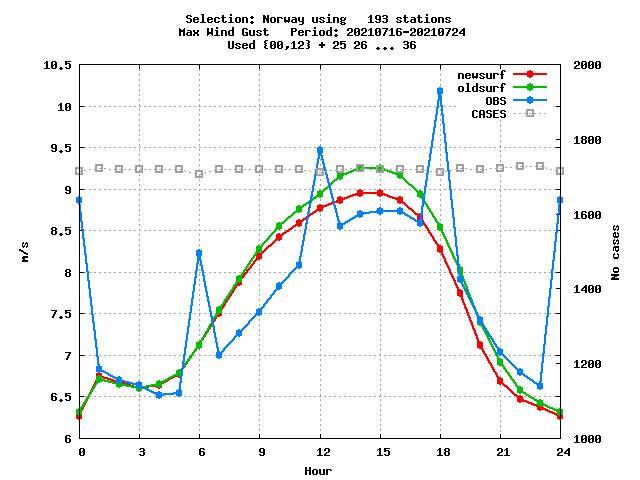 Selection: Norway using   193 stations
Max Wind Gust   Period: 20210716-20210724
Used {00,12} + 25 26 ... 36
newsurf
oldsurf
OBS
CASES
10.5
10
9.5
9
8.5
8
7.5
7
6.5
6
m/s
2000
1800
1600
1400
1200
1000
No cases
0 3 6 9 12 15 18 21 24
Hour